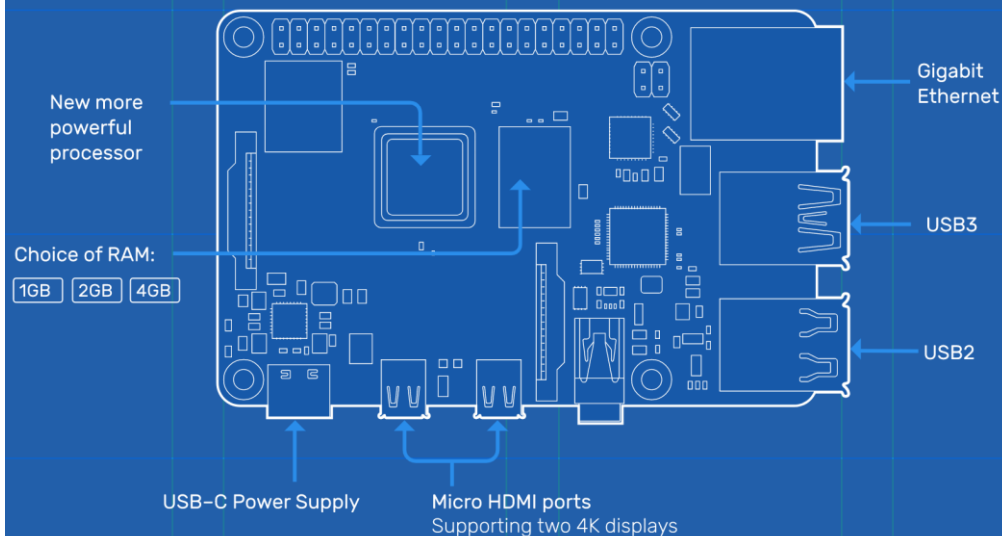 New more
powerful
processor
Choice of RAM:
1GB 2GB 4GB
Gigabit
Ethernet
USB3
USB2
USB-C Power Supply
Micro HDMI ports
Supporting two 4K displays